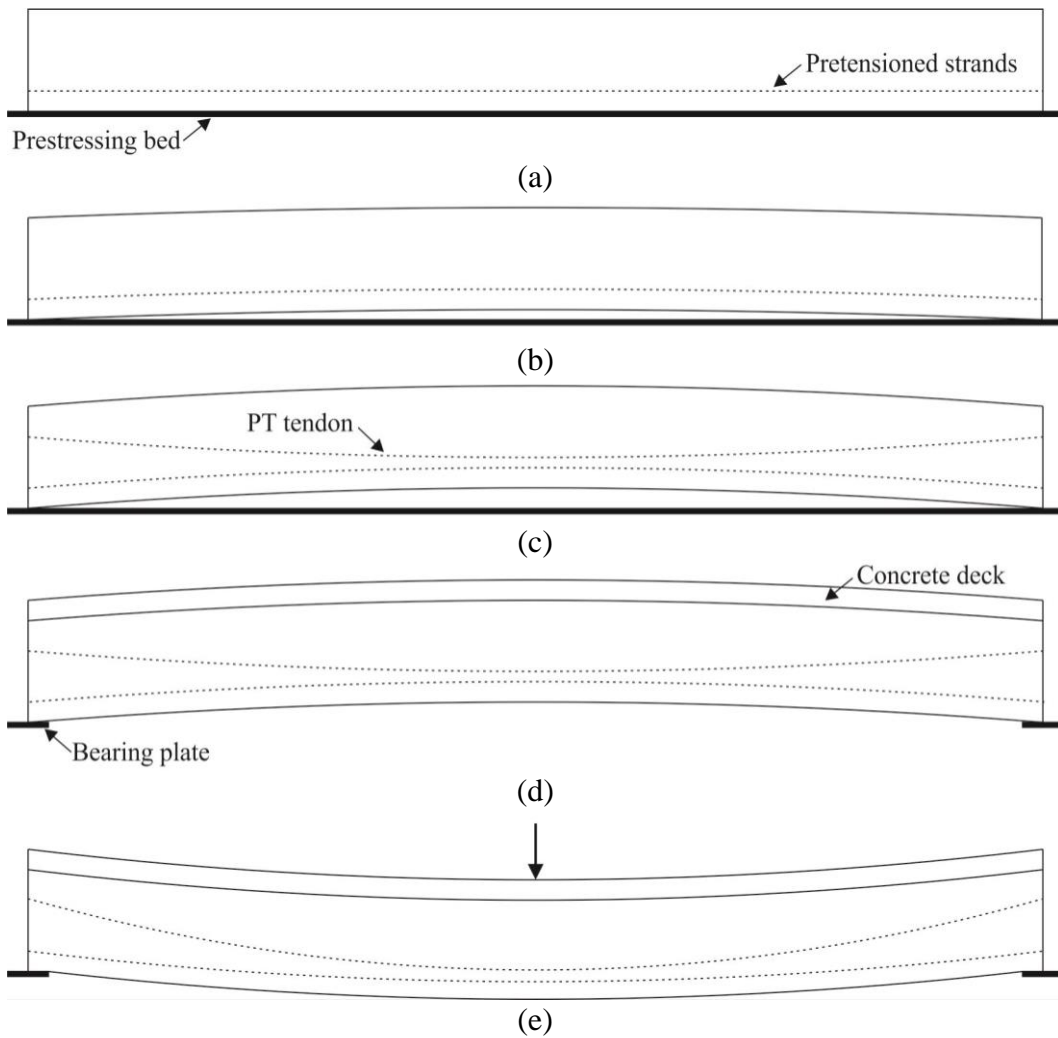 Pretensioned strands
Prestressing bed
(a)
(b)
PT tendon
(c)
Concrete deck
Bearing plate
(d)
(e)